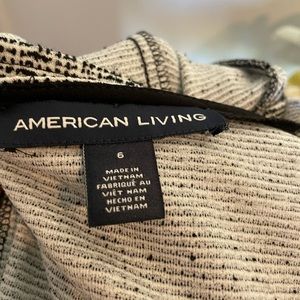 AMERICAN LIVING
6
MADE IN
VIETNAM
FABRIQUÉ AU
VIÊT NAM
HECHO EN
VIETNAM